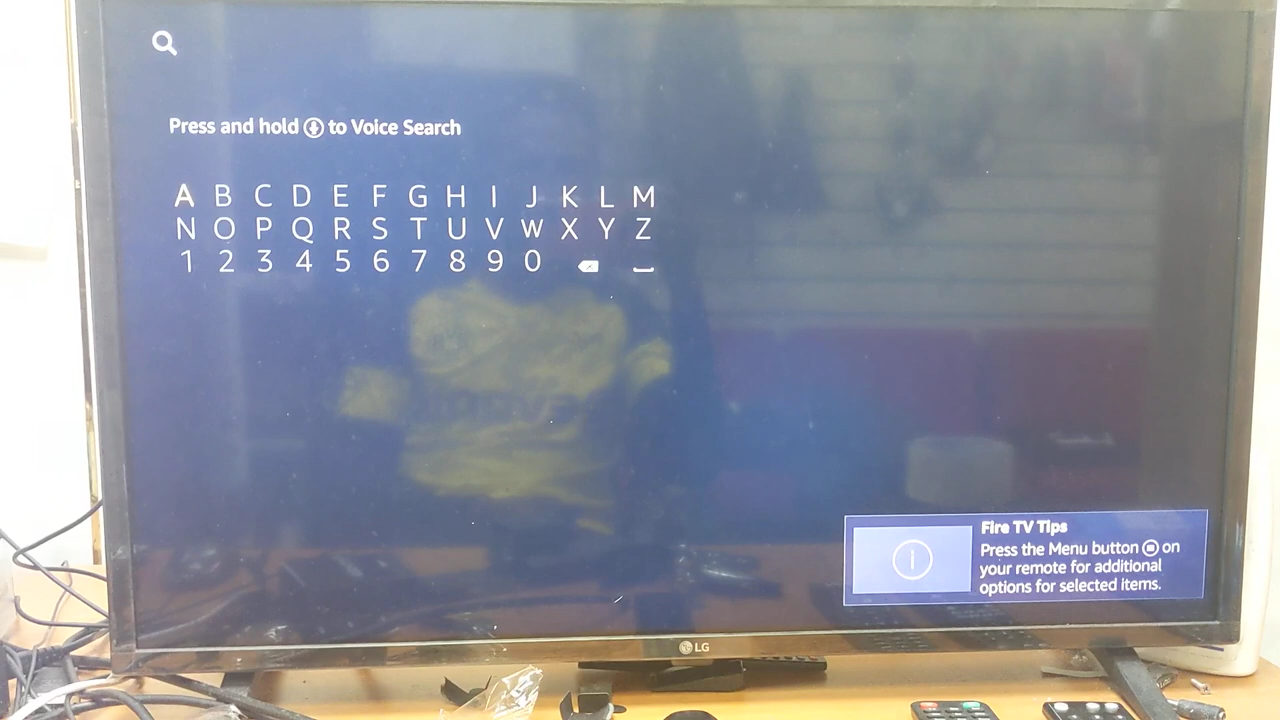 Press and hold to Voice Search
A B C D E F G H I J K L M
N O P Q R S T U V W X Y Z
1 2 3 4 5 6 7 8 9 0
Fire TV Tips
Press the Menu button on
your remote for additional
options for selected items.
LG